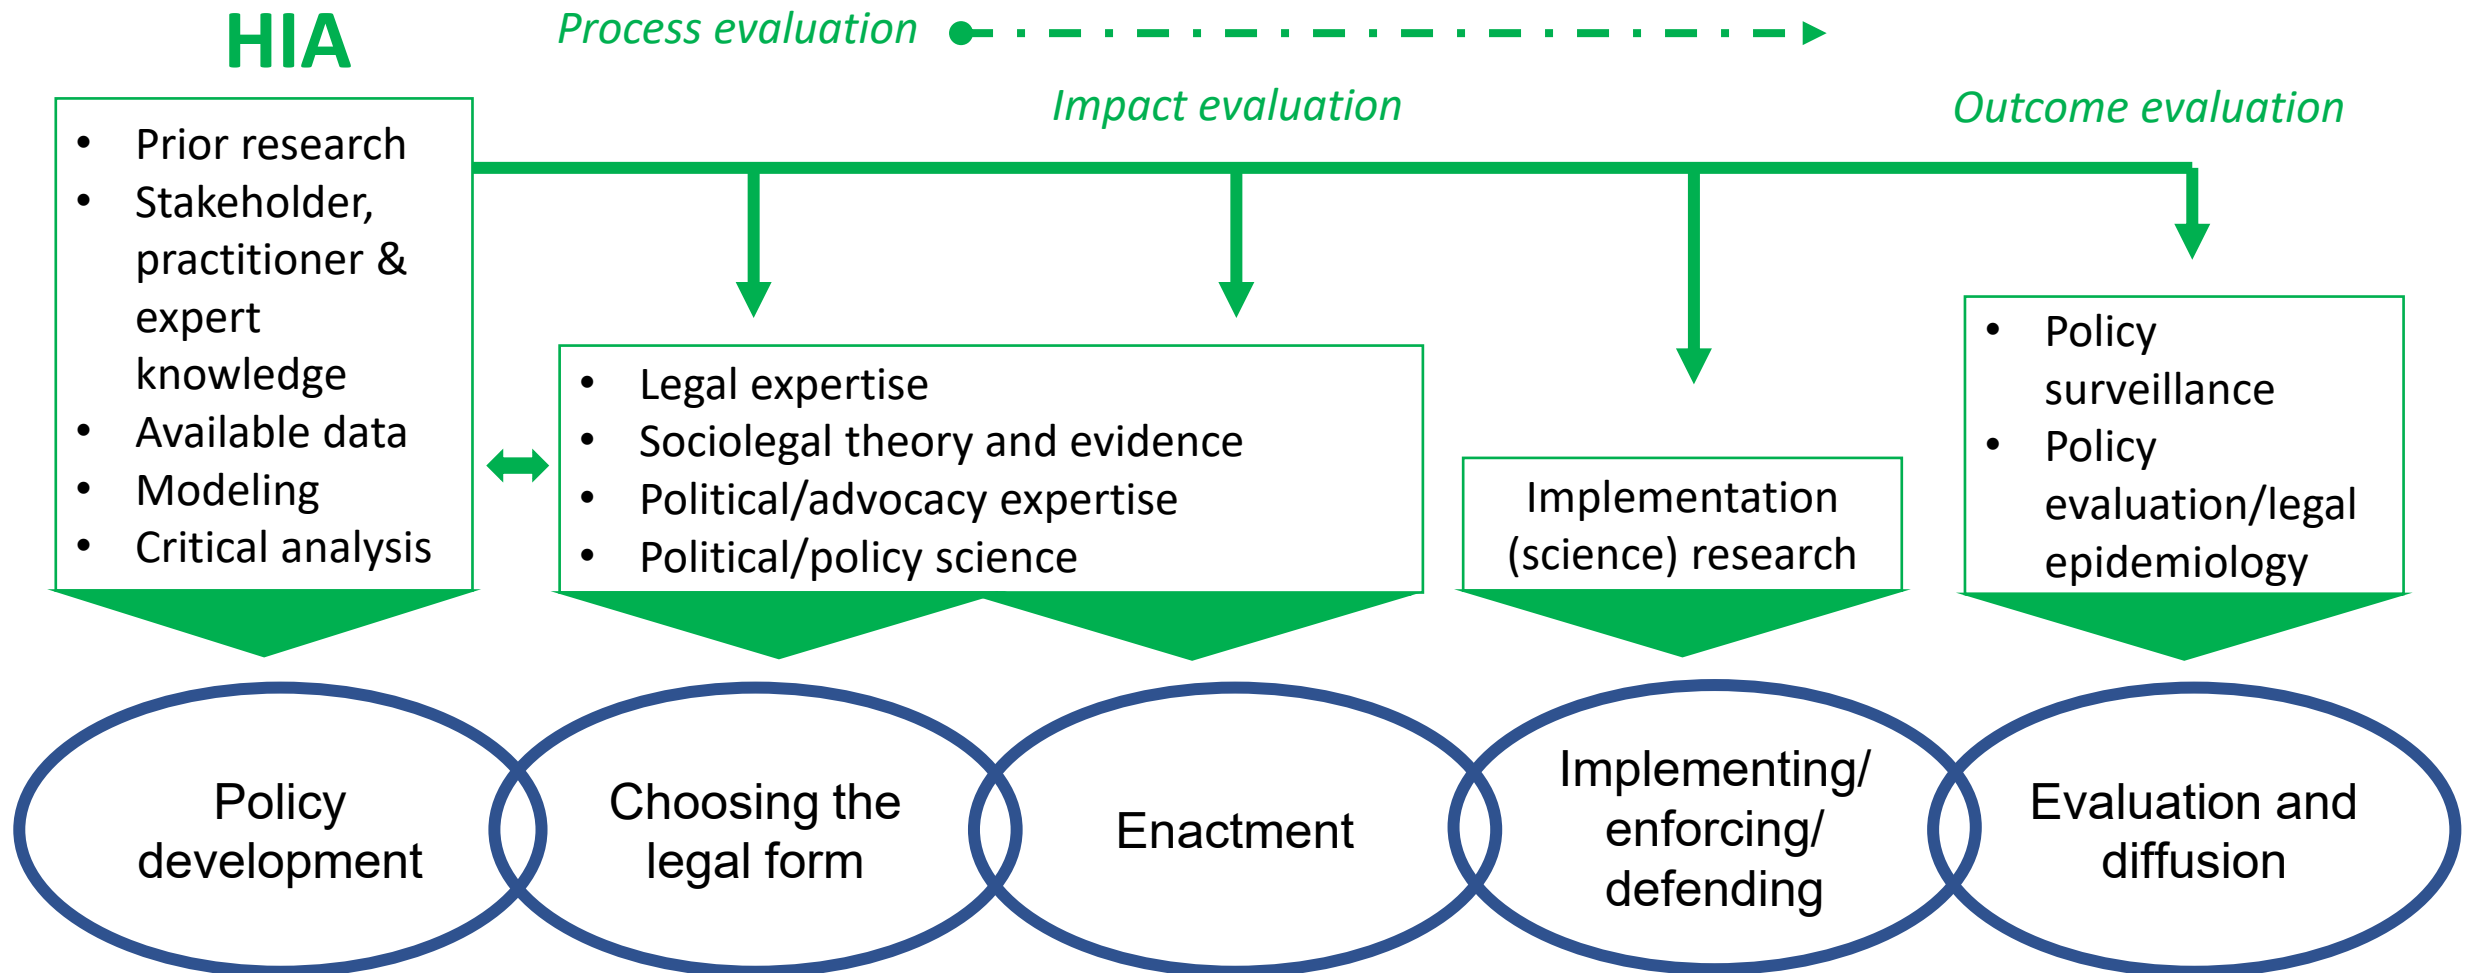 HIA
Process evaluation
Impact evaluation
Outcome evaluation
• Prior research
• Stakeholder,
practitioner &
expert
knowledge
• Available data
• Modeling
• Critical analysis
• Legal expertise
• Sociolegal theory and evidence
• Political/advocacy expertise
• Political/policy science
Implementation
(science) research
• Policy
surveillance
• Policy
evaluation/legal
epidemiology
Policy
development
Choosing the
legal form
Enactment
Implementing/
enforcing/
defending
Evaluation and
diffusion